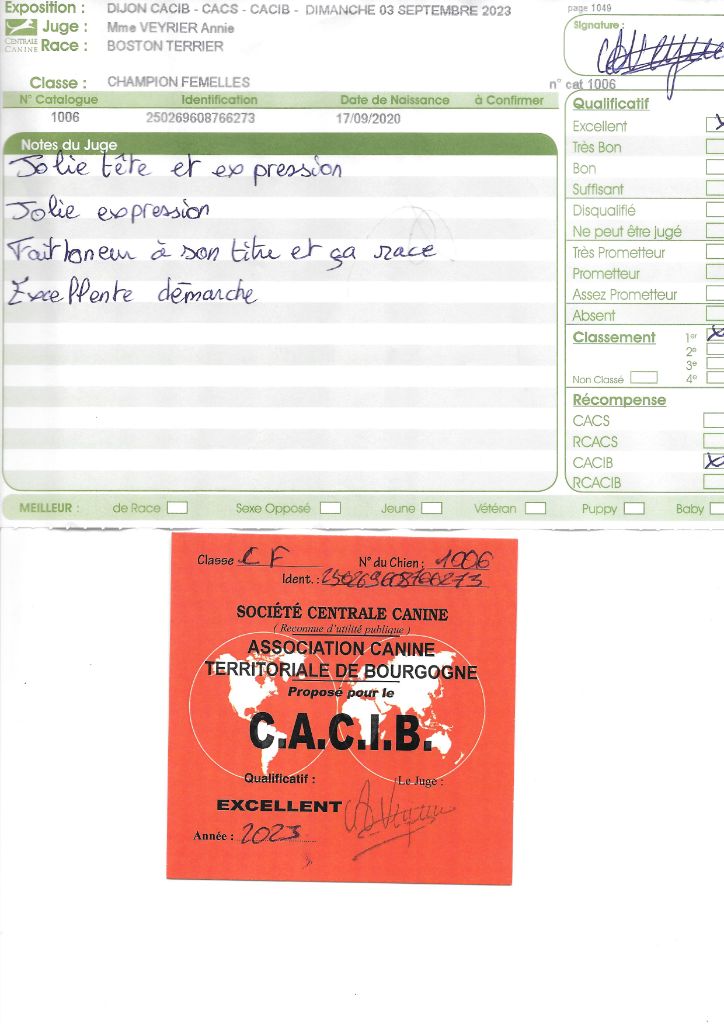 Exposition : DIJON CACIB - CACS - CACIB - DIMANCHE 03 SEPTEMBRE 2023
page 1049
CENTRALE CANINE
Juge : Mme VEYRIER Annie
Signature :
Race : BOSTON TERRIER
Classe : CHAMPION FEMELLES
n° cat 1006
N° Catalogue Identification Date de Naissance à Confirmer
1006 250269608766273 17/09/2020
Notes du Juge
Jolie tête et expression
Jolie expression
Fait honeur à son titre et ça race
Excellente démarche
Qualificatif
Excellent
Très Bon
Bon
Suffisant
Disqualifié
Ne peut être jugé
Très Prometteur
Prometteur
Assez Prometteur
Absent
Classement 1er
2e
3e
Non Classé 4e
Récompense
CACS
RCACS
CACIB
RCACIB
MEILLEUR : de Race Sexe Opposé Jeune Vétéran Puppy Baby
Classe C F N° du Chien : 1006
Ident. : 250269608766273
SOCIÉTÉ CENTRALE CANINE
( Reconnue d'utilité publique )
ASSOCIATION CANINE
TERRITORIALE DE BOURGOGNE
Proposé pour le
C.A.C.I.B.
Qualificatif : Le Juge :
EXCELLENT
Année : 2023